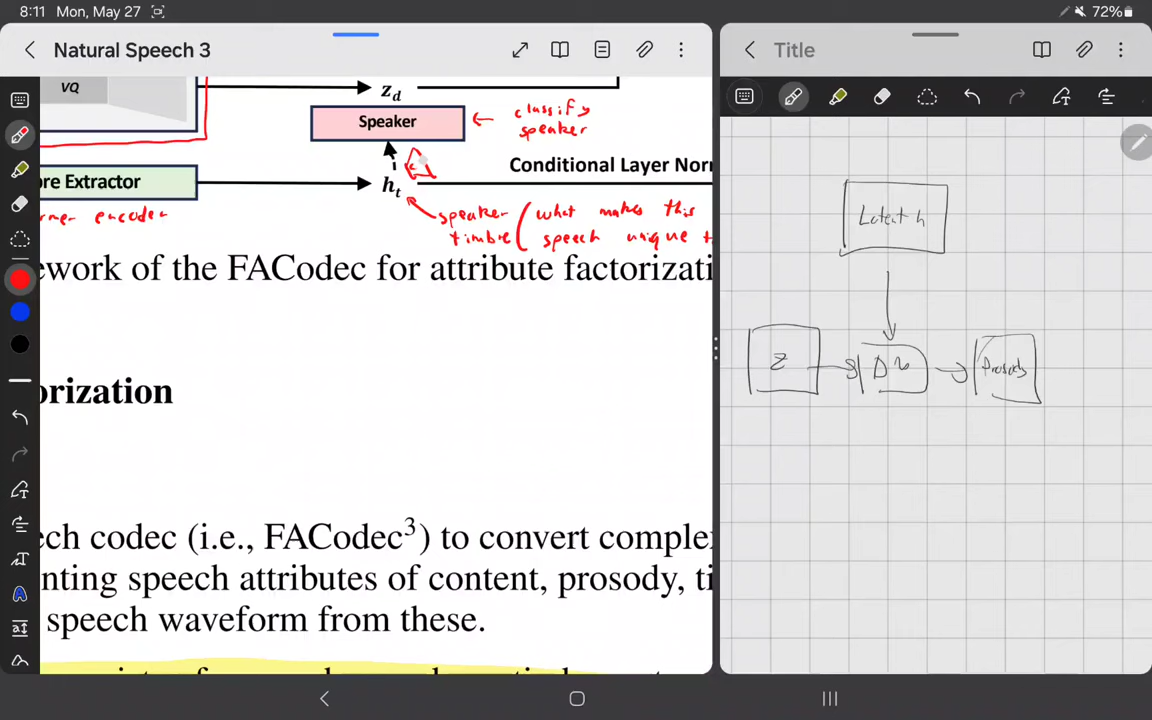 8:11 Mon, May 27
72%
Natural Speech 3
Title
VQ
z_d
Speaker
classify
speaker
Conditional Layer Norr
ore Extractor
h_t
rmer encoder
speaker (what makes this
timbre speech unique t
ework of the FACodec for attribute factorizati
orization
ech codec (i.e., FACodec³) to convert comple
nting speech attributes of content, prosody, ti
speech waveform from these.
Latent h
Z
Prosody